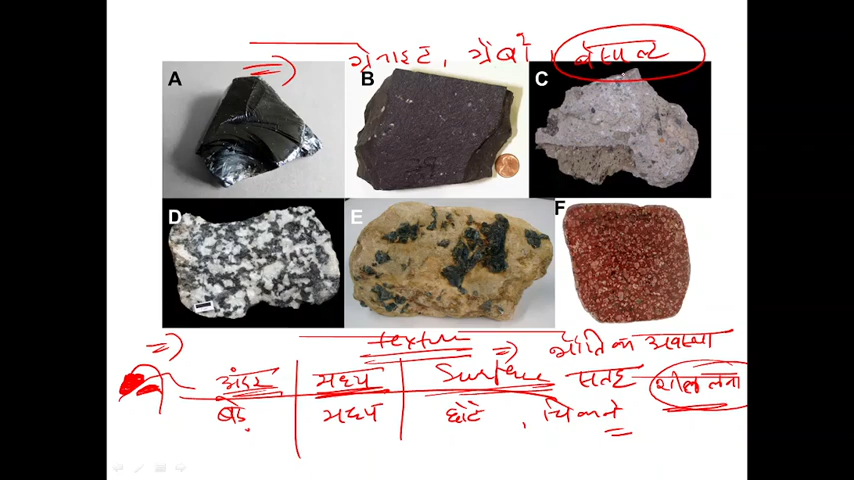 ग्रेनाइट, ग्रेब्रो, बेसाल्ट
A B C
D E F
texture भौतिक अवस्था
अंदर मध्य Surface सतह शीतलता
बड़े मध्य छोटे, चिकने